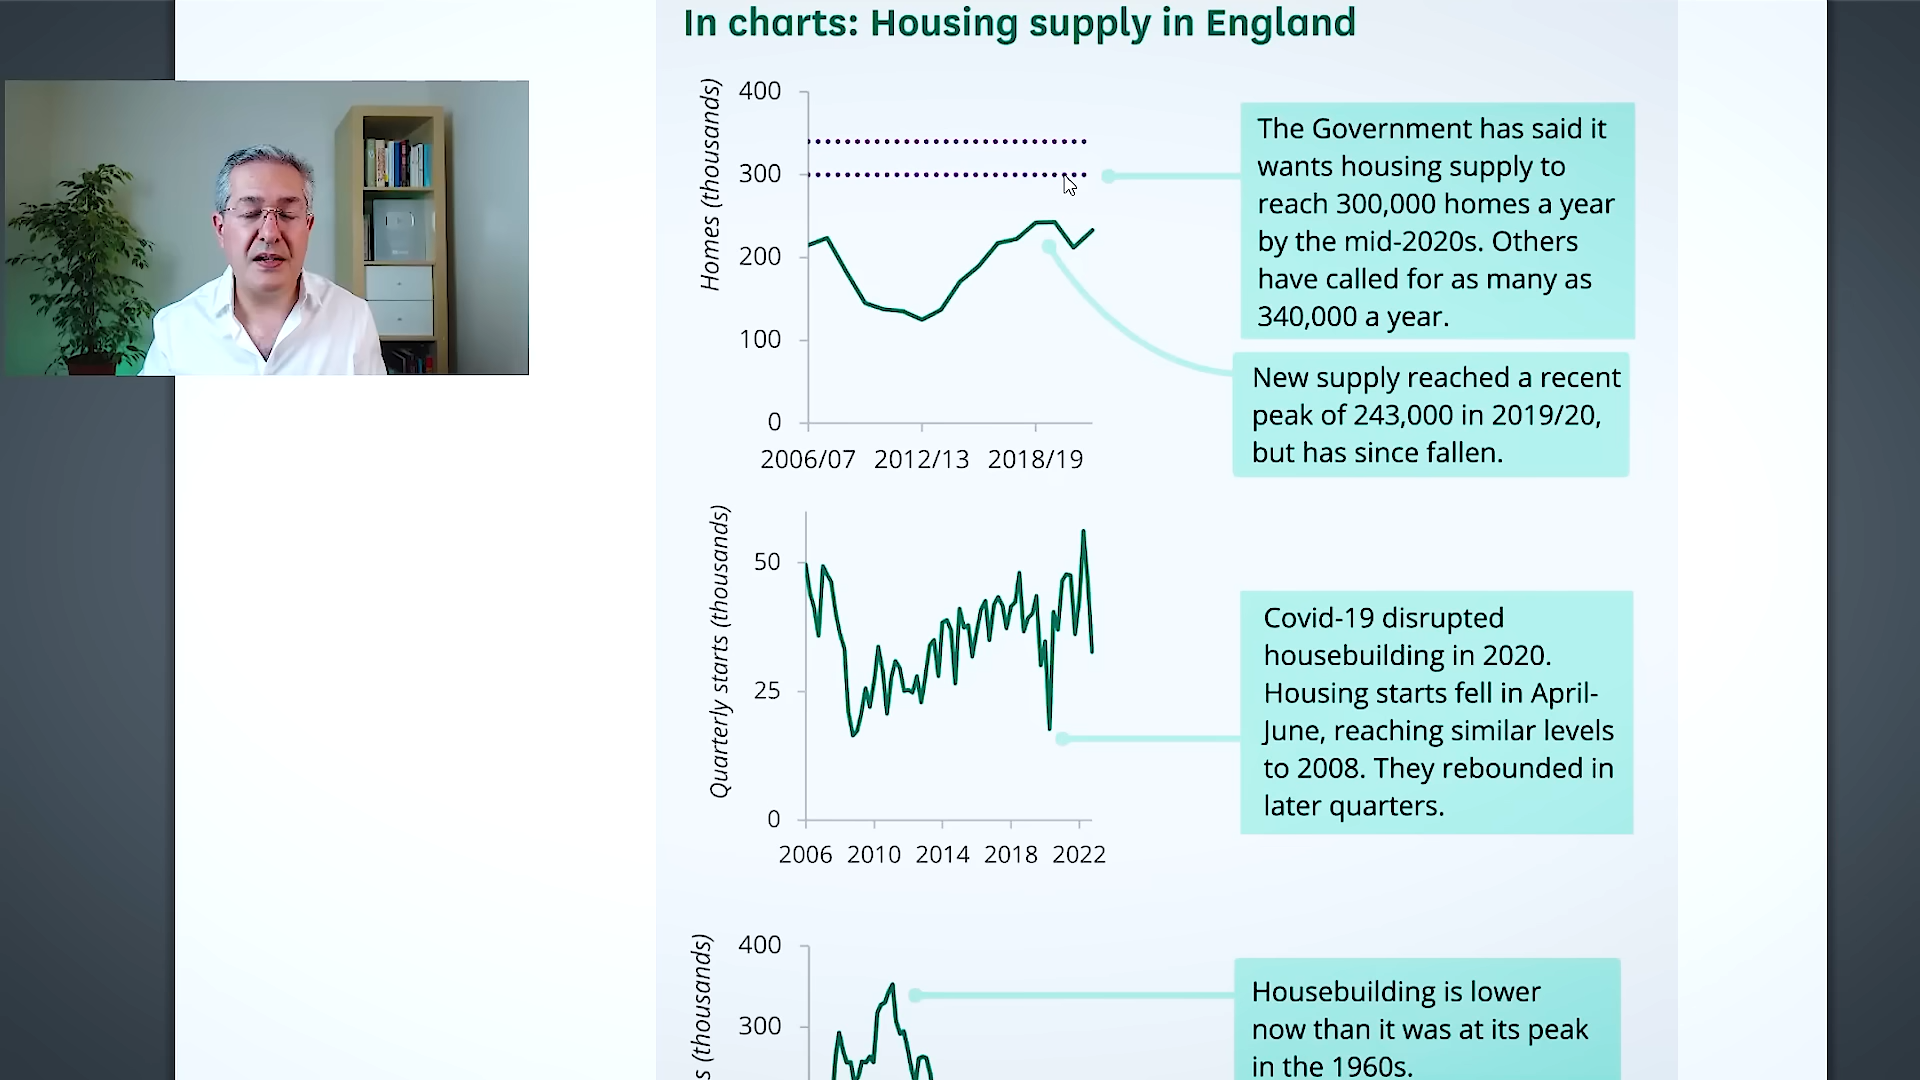 In charts: Housing supply in England
Homes (thousands)
400
300
200
100
0
2006/07 2012/13 2018/19
The Government has said it
wants housing supply to
reach 300,000 homes a year
by the mid-2020s. Others
have called for as many as
340,000 a year.
New supply reached a recent
peak of 243,000 in 2019/20,
but has since fallen.
Quarterly starts (thousands)
50
25
0
2006 2010 2014 2018 2022
Covid-19 disrupted
housebuilding in 2020.
Housing starts fell in April-
June, reaching similar levels
to 2008. They rebounded in
later quarters.
s (thousands)
400
300
Housebuilding is lower
now than it was at its peak
in the 1960s.